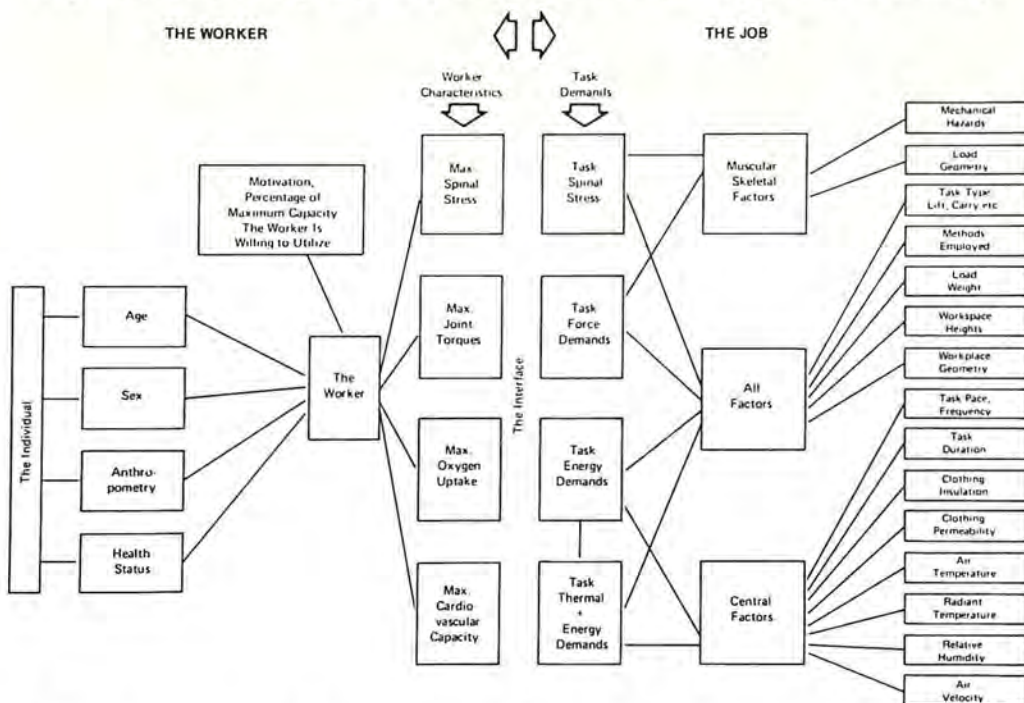 THE WORKER
THE JOB
Worker
Characteristics
Task
Demands
Motivation,
Percentage of
Maximum Capacity
The Worker Is
Willing to Utilize
The Individual
Age
Sex
Anthro-
pometry
Health
Status
The
Worker
Max.
Spinal
Stress
Max.
Joint
Torques
Max.
Oxygen
Uptake
Max.
Cardio
vascular
Capacity
The Interface
Task
Spinal
Stress
Task
Force
Demands
Task
Energy
Demands
Task
Thermal
+
Energy
Demands
Muscular
Skeletal
Factors
All
Factors
Central
Factors
Mechanical
Hazards
Load
Geometry
Task Type
Lift, Carry etc
Methods
Employed
Load
Weight
Workspace
Heights
Workplace
Geometry
Task Pace,
Frequency
Task
Duration
Clothing
Insulation
Clothing
Permeability
Air
Temperature
Radiant
Temperature
Relative
Humidity
Air
Velocity